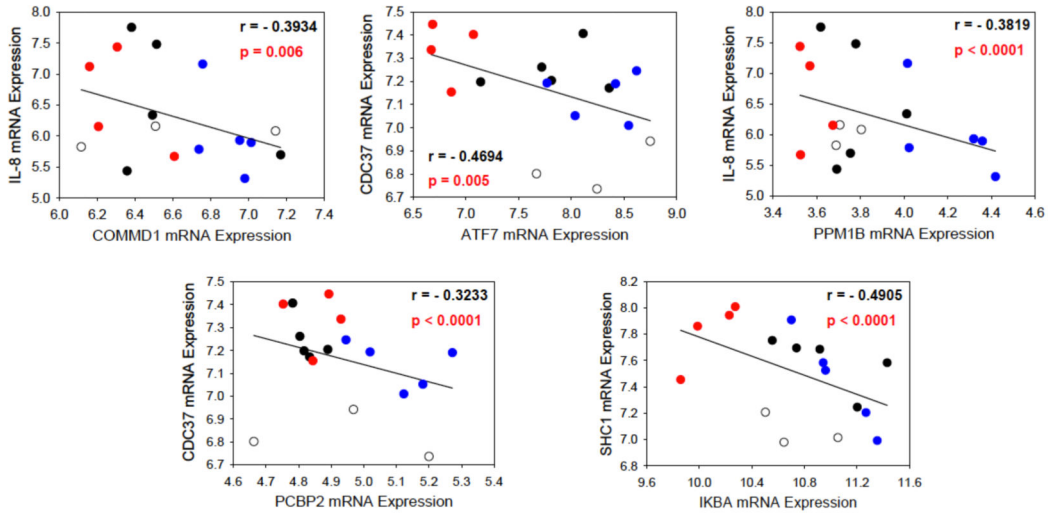 8.0
7.5
7.0
6.5
6.0
5.5
5.0
IL-8 mRNA Expression
r = - 0.3934
p = 0.006
6.0 6.2 6.4 6.6 6.8 7.0 7.2 7.4
COMMD1 mRNA Expression
7.5
7.4
7.3
7.2
7.1
7.0
6.9
6.8
6.7
CDC37 mRNA Expression
r = - 0.4694
p = 0.005
6.5 7.0 7.5 8.0 8.5 9.0
ATF7 mRNA Expression
8.0
7.5
7.0
6.5
6.0
5.5
5.0
IL-8 mRNA Expression
r = - 0.3819
p < 0.0001
3.4 3.6 3.8 4.0 4.2 4.4 4.6
PPM1B mRNA Expression
7.5
7.4
7.3
7.2
7.1
7.0
6.9
6.8
6.7
CDC37 mRNA Expression
r = - 0.3233
p < 0.0001
4.6 4.7 4.8 4.9 5.0 5.1 5.2 5.3 5.4
PCBP2 mRNA Expression
8.2
8.0
7.8
7.6
7.4
7.2
7.0
6.8
SHC1 mRNA Expression
r = - 0.4905
p < 0.0001
9.6 10.0 10.4 10.8 11.2 11.6
IKBA mRNA Expression